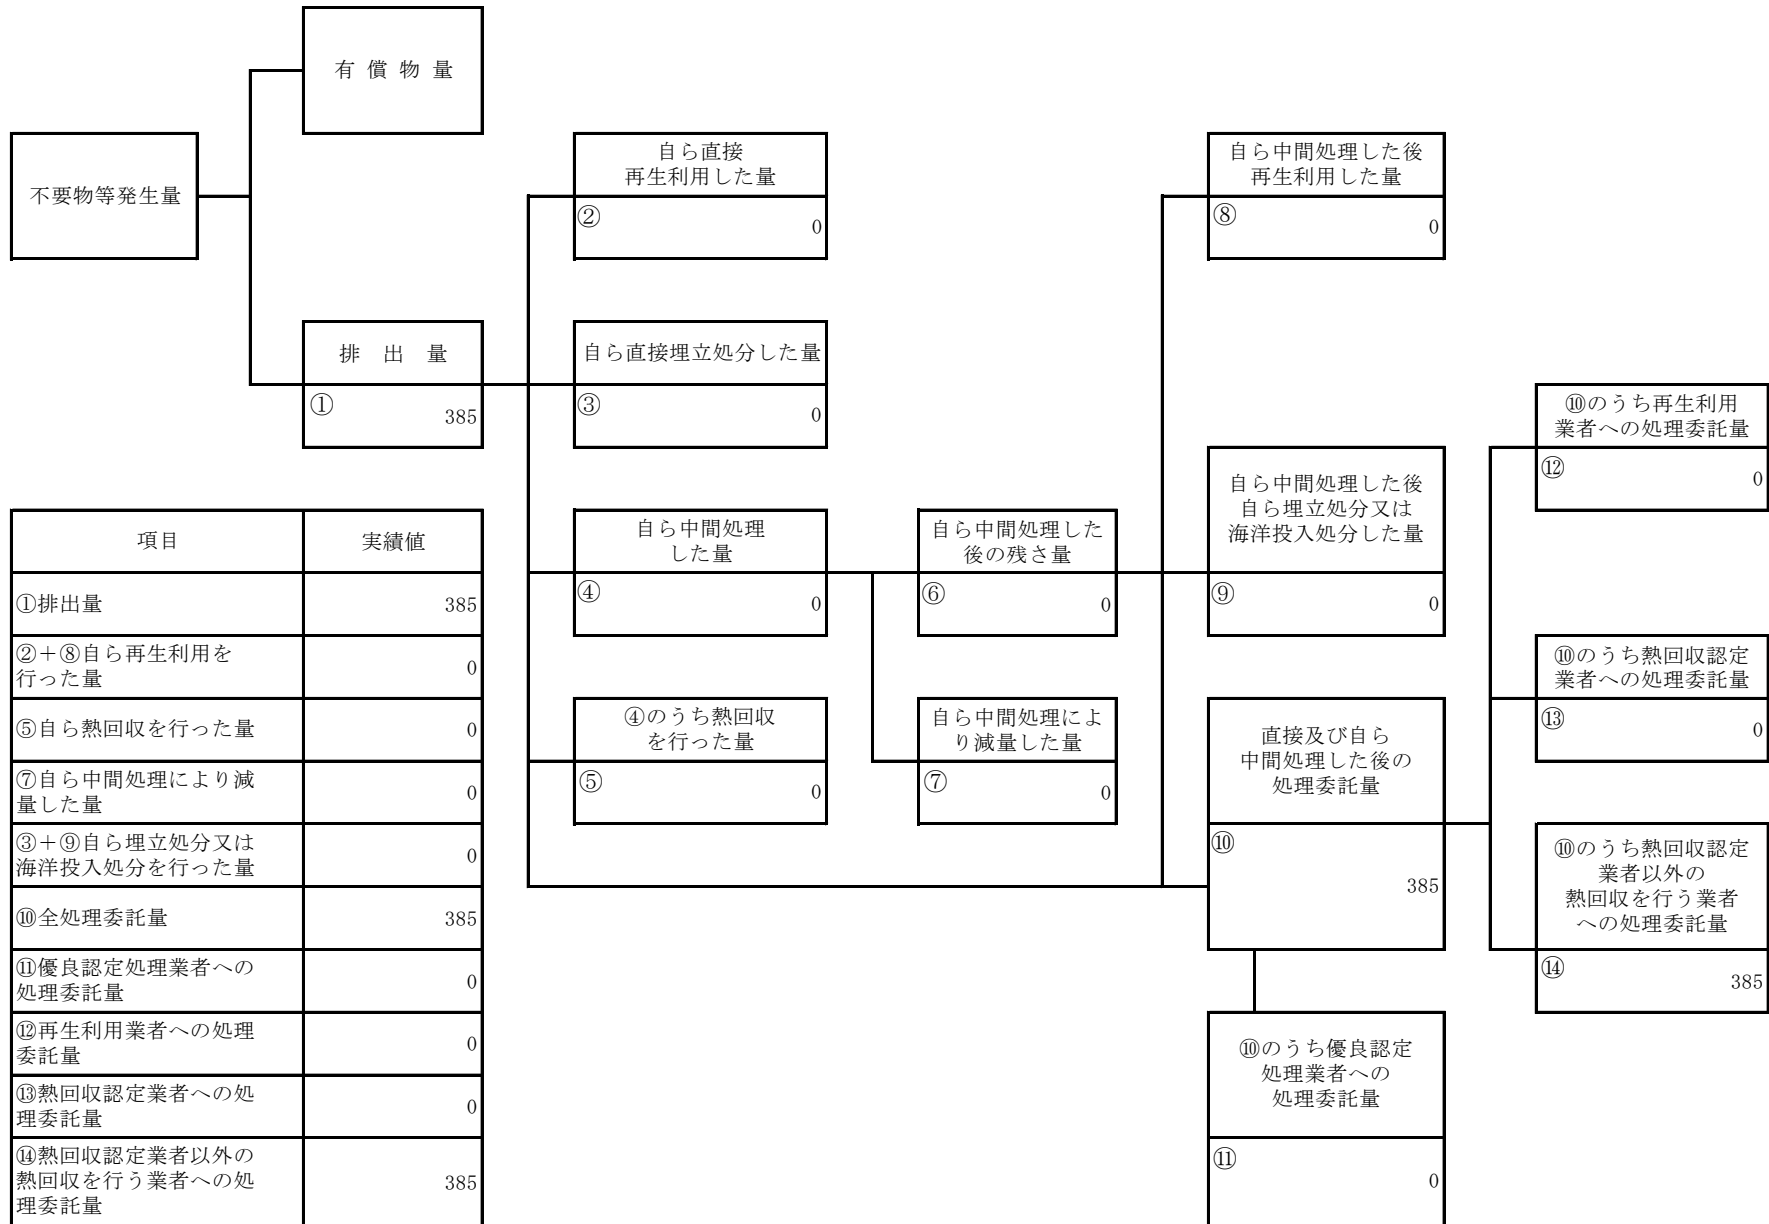 有 償 物 量
不要物等発生量
自ら直接
再生利用した量
②
0
自ら中間処理した後
再生利用した量
⑧
0
排 出 量
①
385
自ら直接埋立処分した量
③
0
⑩のうち再生利用
業者への処理委託量
⑫
0
自ら中間処理
した量
④
0
自ら中間処理した
後の残さ量
⑥
0
自ら中間処理した後
自ら埋立処分又は
海洋投入処分した量
⑨
0
⑩のうち熱回収認定
業者への処理委託量
⑬
0
④のうち熱回収
を行った量
⑤
0
自ら中間処理によ
り減量した量
⑦
0
直接及び自ら
中間処理した後の
処理委託量
⑩
385
⑩のうち熱回収認定
業者以外の
熱回収を行う業者
への処理委託量
⑭
385
⑩のうち優良認定
処理業者への
処理委託量
⑪
0
項目 実績値
①排出量 385
②＋⑧自ら再生利用を
行った量 0
⑤自ら熱回収を行った量 0
⑦自ら中間処理により減
量した量 0
③＋⑨自ら埋立処分又は
海洋投入処分を行った量 0
⑩全処理委託量 385
⑪優良認定処理業者への
処理委託量 0
⑫再生利用業者への処理
委託量 0
⑬熱回収認定業者への処
理委託量 0
⑭熱回収認定業者以外の
熱回収を行う業者への処
理委託量 385